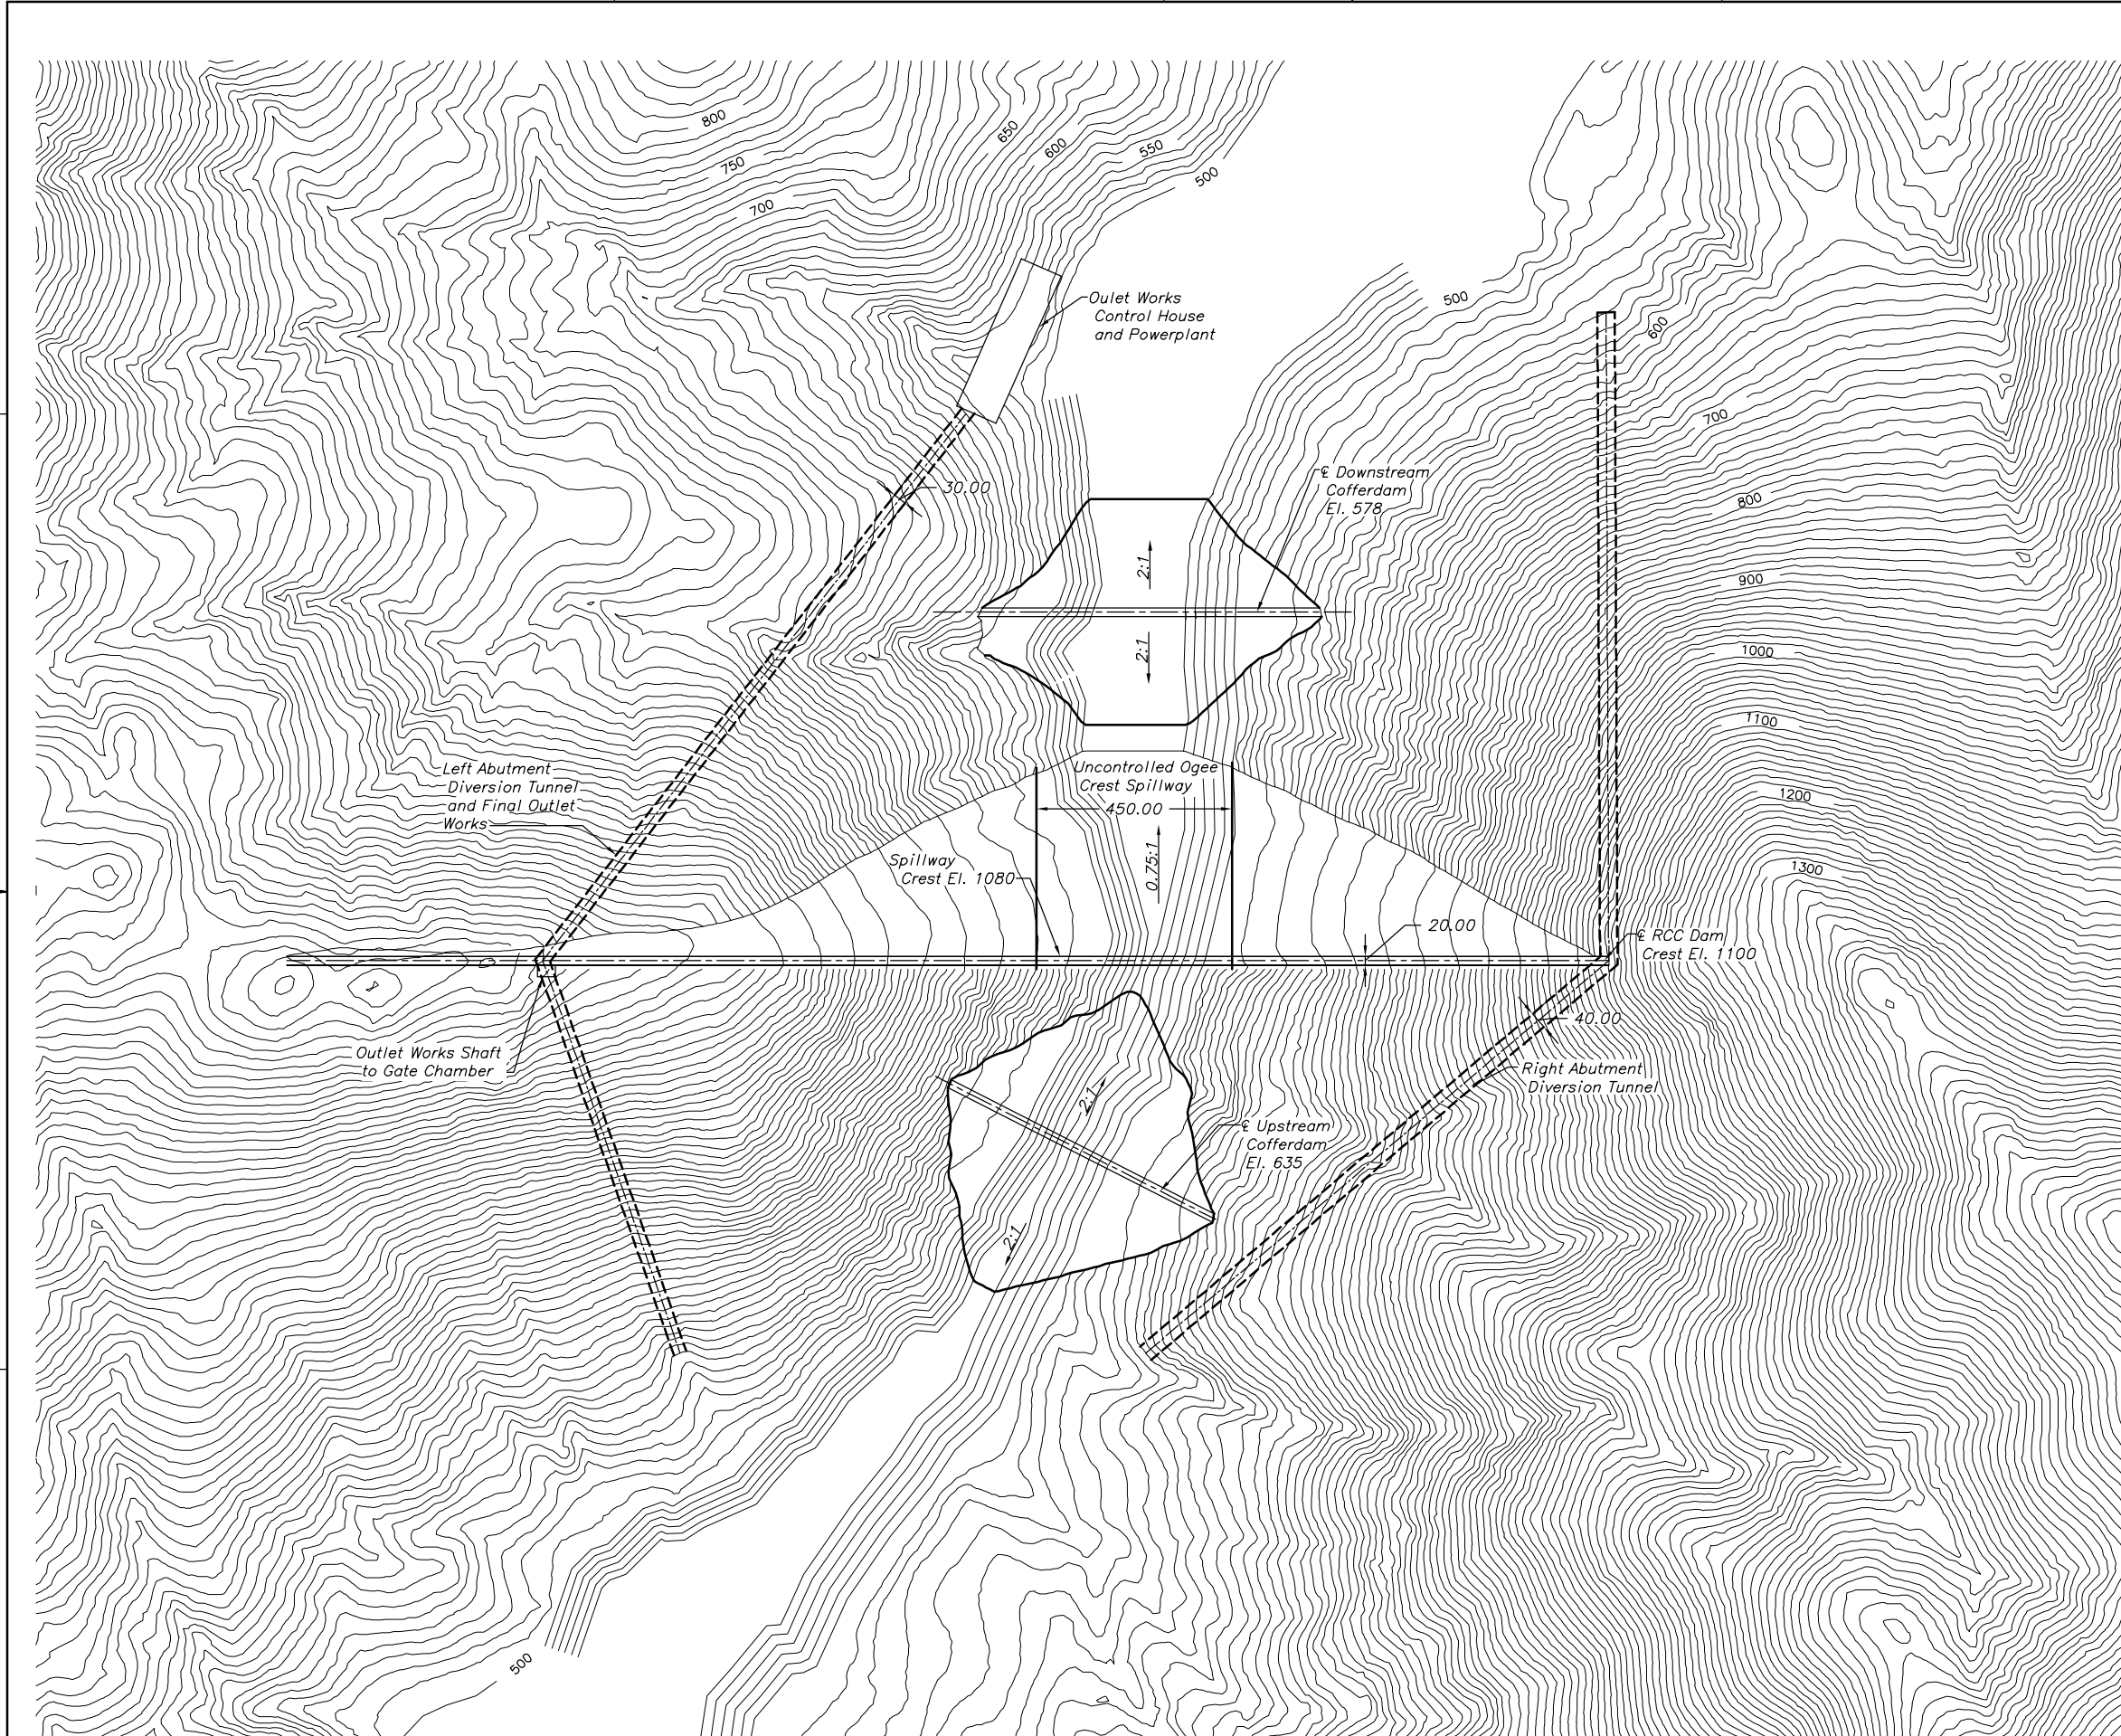 800
650
600
550
750
500
700
Oulet Works
Control House
and Powerplant
500
600
700
℄ Downstream
Cofferdam
El. 578
30.00
800
2:1
900
2:1
1000
1100
Left Abutment
Diversion Tunnel
and Final Outlet
Works
Uncontrolled Ogee
Crest Spillway
450.00
1200
Spillway
Crest El. 1080
0.75:1
1300
20.00
℄ RCC Dam
Crest El. 1100
40.00
Outlet Works Shaft
to Gate Chamber
Right Abutment
Diversion Tunnel
2:1
℄ Upstream
Cofferdam
El. 635
2:1
500